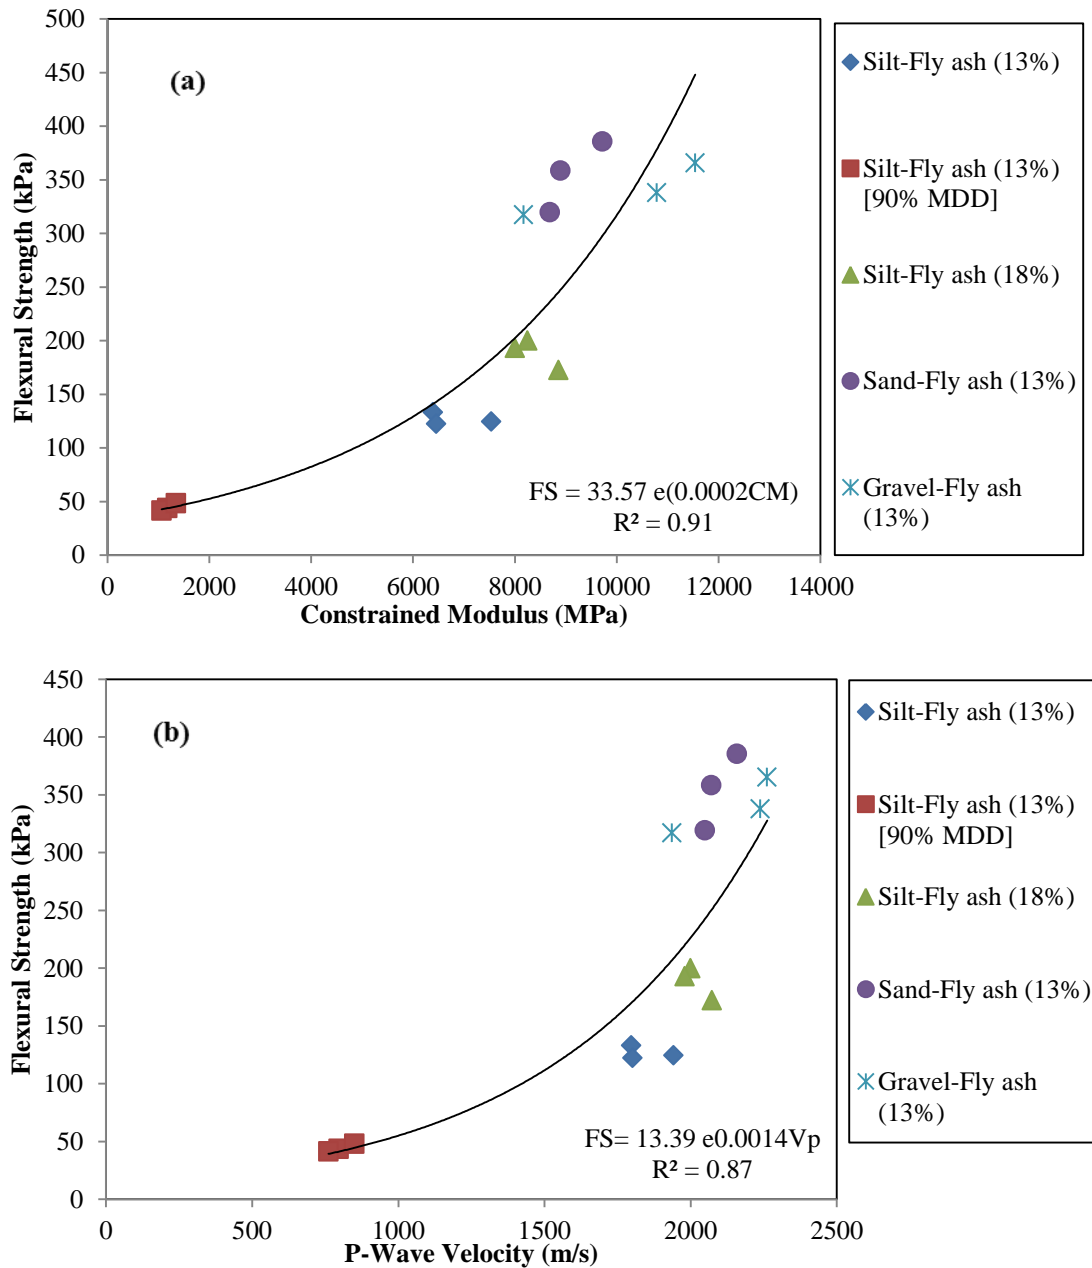 500
450
400
350
300
250
200
150
100
50
0
Flexural Strength (kPa)
(a)
FS = 33.57 e(0.0002CM)
R² = 0.91
0 2000 4000 6000 8000 10000 12000 14000
Constrained Modulus (MPa)
Silt-Fly ash (13%)
Silt-Fly ash (13%)
[90% MDD]
Silt-Fly ash (18%)
Sand-Fly ash (13%)
Gravel-Fly ash
(13%)
450
400
350
300
250
200
150
100
50
0
Flexural Strength (kPa)
(b)
FS= 13.39 e0.0014Vp
R² = 0.87
0 500 1000 1500 2000 2500
P-Wave Velocity (m/s)
Silt-Fly ash (13%)
Silt-Fly ash (13%)
[90% MDD]
Silt-Fly ash (18%)
Sand-Fly ash (13%)
Gravel-Fly ash
(13%)